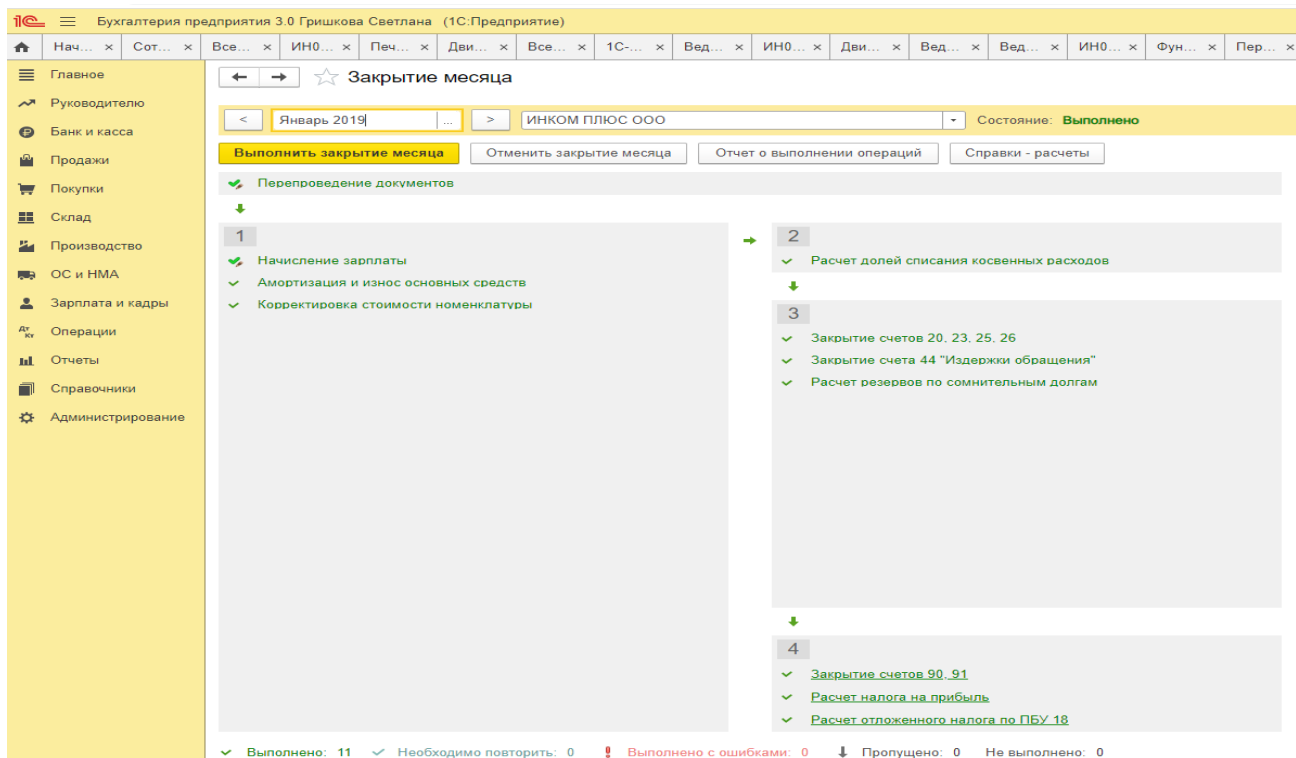 1С Бухгалтерия предприятия 3.0 Гришкова Светлана (1С:Предприятие)
Нач... × Сот... × Все... × ИН0... × Печ... × Дви... × Все... × 1С-... × Вед... × ИН0... × Дви... × Вед... × Вед... × ИН0... × Фун... × Пер... ×
Главное
Руководителю
Банк и касса
Продажи
Покупки
Склад
Производство
ОС и НМА
Зарплата и кадры
Операции
Отчеты
Справочники
Администрирование
Закрытие месяца
< Январь 2019 ... > ИНКОМ ПЛЮС ООО Состояние: Выполнено
Выполнить закрытие месяца Отменить закрытие месяца Отчет о выполнении операций Справки - расчеты
Перепроведение документов
1
Начисление зарплаты
Амортизация и износ основных средств
Корректировка стоимости номенклатуры
2
Расчет долей списания косвенных расходов
3
Закрытие счетов 20, 23, 25, 26
Закрытие счета 44 "Издержки обращения"
Расчет резервов по сомнительным долгам
4
Закрытие счетов 90, 91
Расчет налога на прибыль
Расчет отложенного налога по ПБУ 18
Выполнено: 11 Необходимо повторить: 0 Выполнено с ошибками: 0 Пропущено: 0 Не выполнено: 0